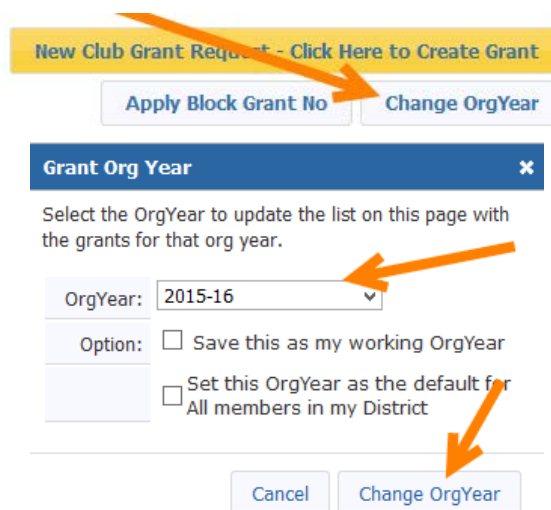 New Club Grant Request - Click Here to Create Grant
Apply Block Grant No
Change OrgYear
Grant Org Year
Select the OrgYear to update the list on this page with
the grants for that org year.
OrgYear: 2015-16
Option: Save this as my working OrgYear
Set this OrgYear as the default for
All members in my District
Cancel
Change OrgYear